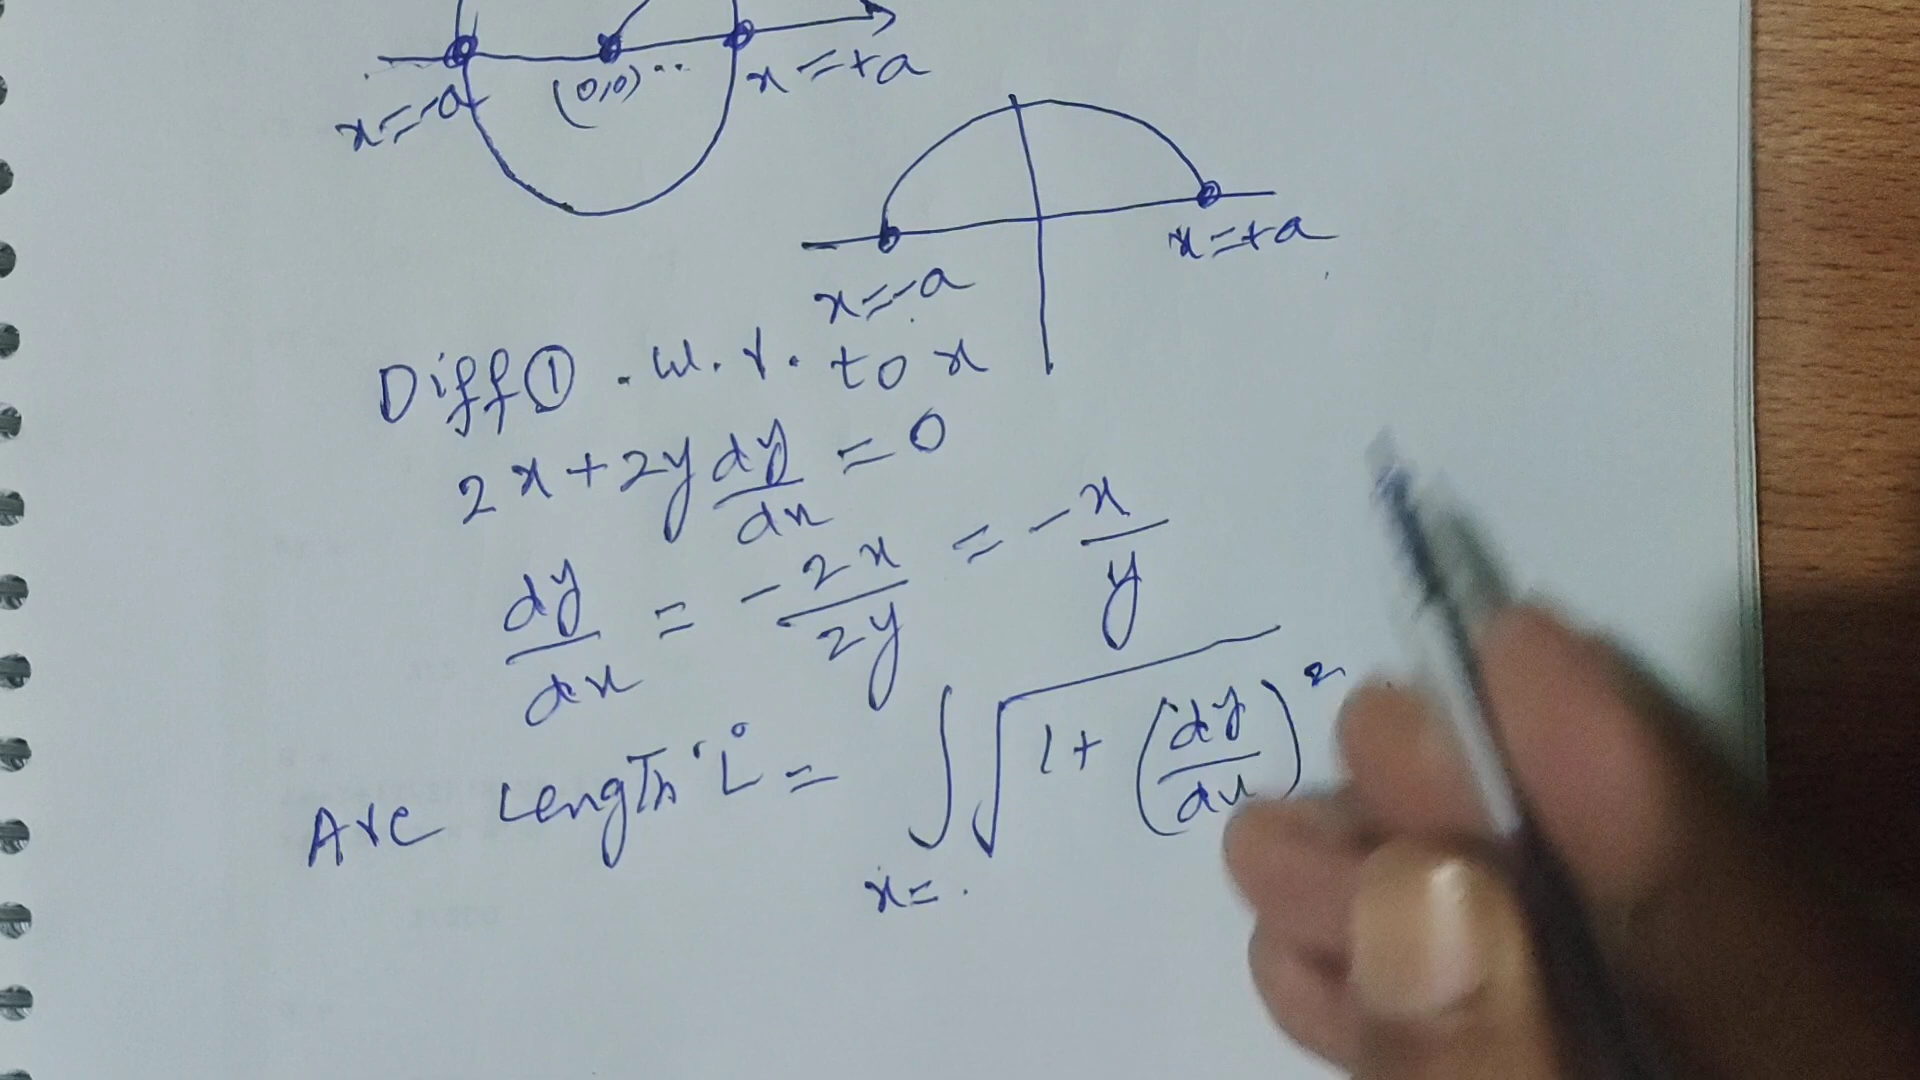 x=-a (0,0) x=+a
x=-a x=+a
Diff ① . w.r. to x
2x+2y dy/dx = 0
dy/dx = -2x/2y = -x/y
Arc Length 'L' = ∫√1+(dy/dx)²
x=